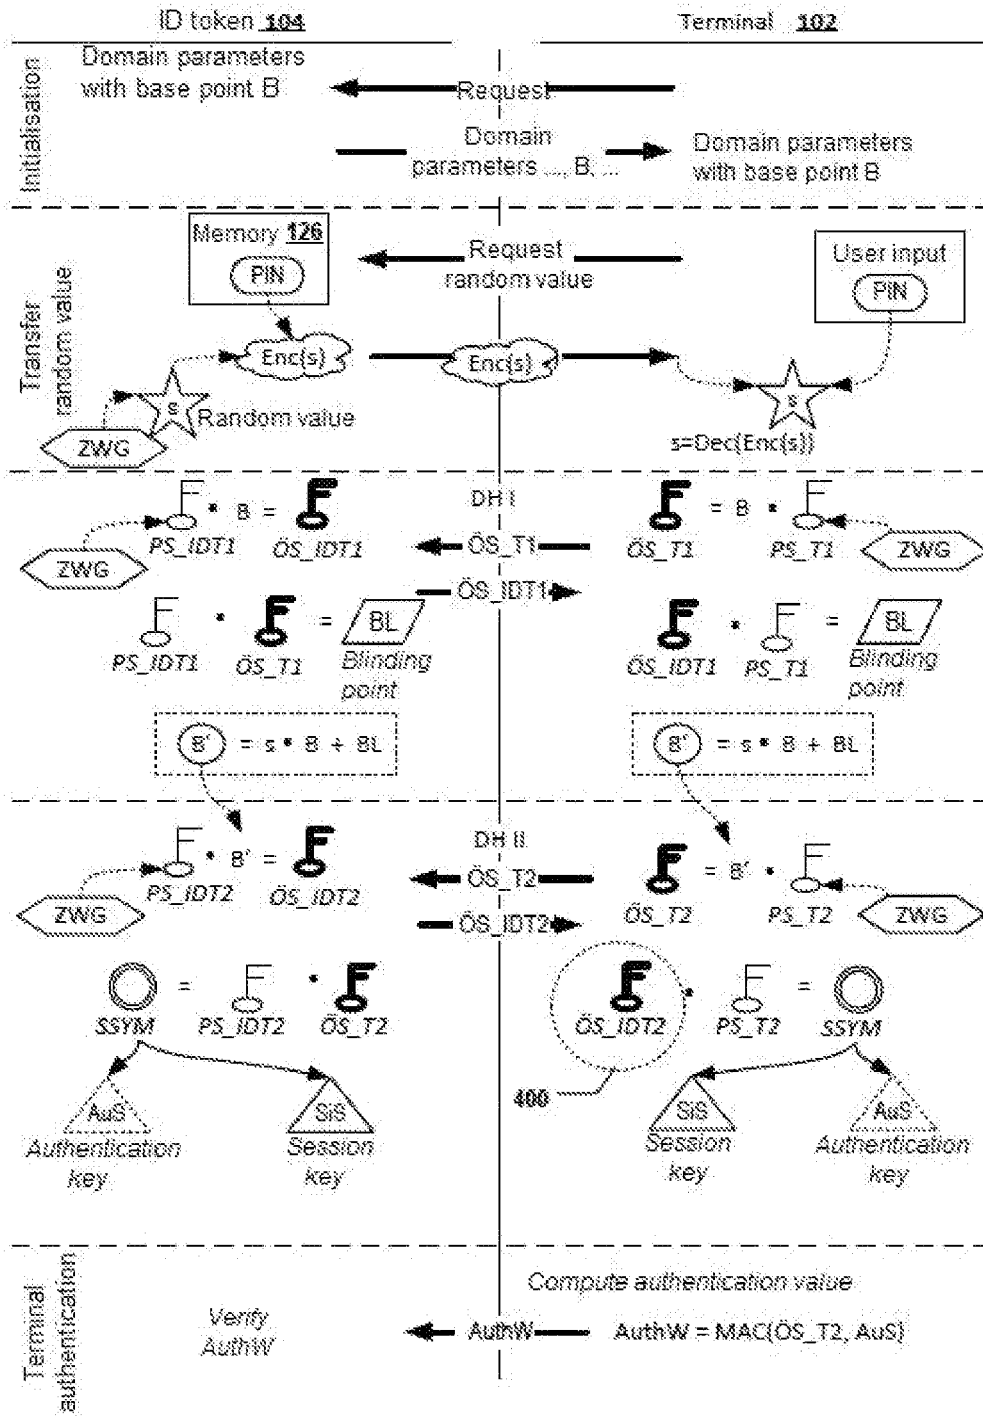 ID token 104
Terminal 102
Initialisation
Domain parameters
with base point B
Request
Domain
parameters ..., B, ...
Domain parameters
with base point B
Transfer
random value
Memory 126
PIN
Request
random value
User input
PIN
Enc(s)
Enc(s)
s
Random value
ZWG
s
s=Dec(Enc(s))
DH I
PS_IDT1
• B =
ÖS_IDT1
ZWG
ÖS_T1
ÖS_IDT1
ÖS_T1
= B •
PS_T1
ZWG
PS_IDT1
•
ÖS_T1
=
BL
Blinding
point
ÖS_IDT1
•
PS_T1
=
BL
Blinding
point
B' = s * B + BL
B' = s * B + BL
DH II
PS_IDT2
• B' =
ÖS_IDT2
ZWG
ÖS_T2
ÖS_IDT2
ÖS_T2
= B' •
PS_T2
ZWG
SSYM
=
PS_IDT2
•
ÖS_T2
ÖS_IDT2
•
PS_T2
=
SSYM
400
AuS
Authentication
key
SiS
Session
key
SiS
Session
key
AuS
Authentication
key
Terminal
authentication
Verify
AuthW
AuthW
Compute authentication value
AuthW = MAC(ÖS_T2, AuS)